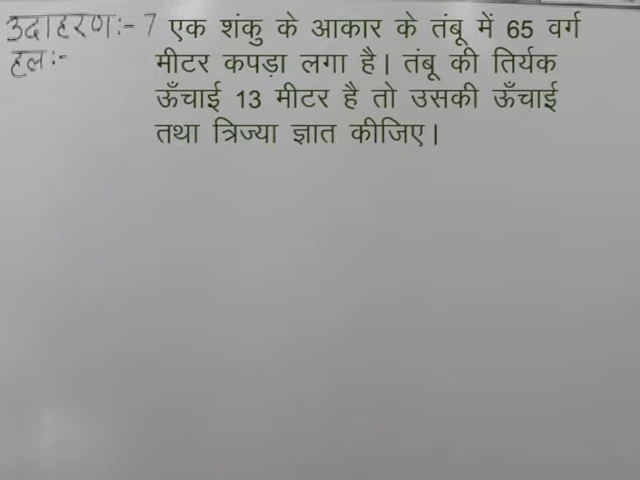 उदाहरण:- 7 एक शंकु के आकार के तंबू में 65 वर्ग
हल:- मीटर कपड़ा लगा है। तंबू की तिर्यक
ऊँचाई 13 मीटर है तो उसकी ऊँचाई
तथा त्रिज्या ज्ञात कीजिए।